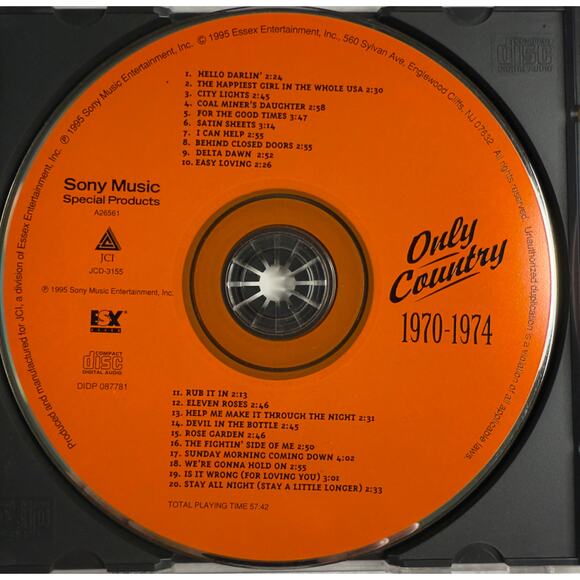 ℗ 1995 Sony Music Entertainment, Inc. © 1995 Essex Entertainment, Inc., 560 Sylvan Ave, Englewood Cliffs, NJ 07632. All rights reserved. Unauthorized duplication is a violation of all applicable laws.
Produced and manufactured for JCI, a division of Essex Entertainment, Inc.
1. HELLO DARLIN' 2:24
2. THE HAPPIEST GIRL IN THE WHOLE USA 2:30
3. CITY LIGHTS 2:45
4. COAL MINER'S DAUGHTER 2:58
5. FOR THE GOOD TIMES 3:47
6. SATIN SHEETS 3:14
7. I CAN HELP 2:55
8. BEHIND CLOSED DOORS 2:55
9. DELTA DAWN 2:52
10. EASY LOVING 2:26
Sony Music
Special Products
A26561
JCI
JCD-3155
℗ 1995 Sony Music Entertainment, Inc.
ESX
COMPACT
disc
DIGITAL AUDIO
DIDP 087781
Only
Country
1970-1974
11. RUB IT IN 2:13
12. ELEVEN ROSES 2:46
13. HELP ME MAKE IT THROUGH THE NIGHT 2:31
14. DEVIL IN THE BOTTLE 2:45
15. ROSE GARDEN 2:46
16. THE FIGHTIN' SIDE OF ME 2:50
17. SUNDAY MORNING COMING DOWN 4:02
18. WE'RE GONNA HOLD ON 2:55
19. IS IT WRONG (FOR LOVING YOU) 3:01
20. STAY ALL NIGHT (STAY A LITTLE LONGER) 2:33
TOTAL PLAYING TIME 57:42
COMPACT
disc
DIGITAL AUDIO